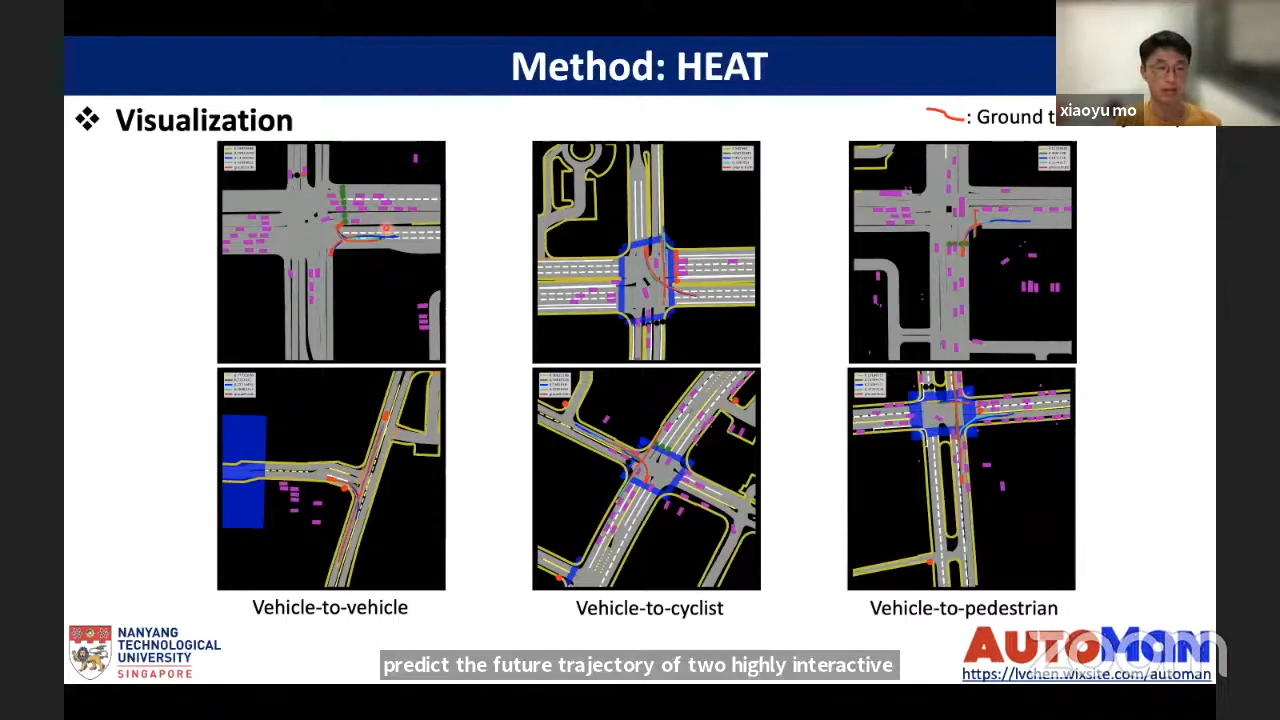 Method: HEAT
❖ Visualization
: Ground t
xiaoyu mo
Vehicle-to-vehicle
Vehicle-to-cyclist
Vehicle-to-pedestrian
NANYANG
TECHNOLOGICAL
UNIVERSITY
SINGAPORE
predict the future trajectory of two highly interactive
AUTOMAN
zoom
https://lvchen.wixsite.com/automan